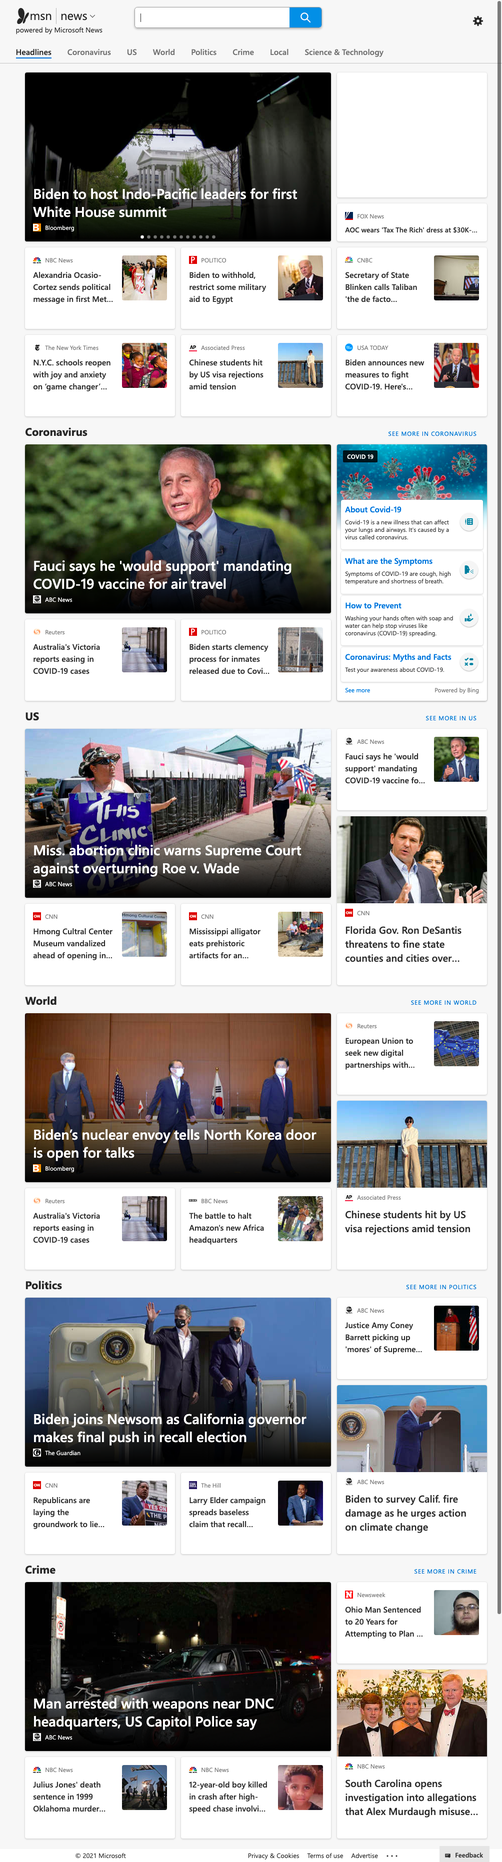 msn | news
powered by Microsoft News
Headlines Coronavirus US World Politics Crime Local Science & Technology
Biden to host Indo-Pacific leaders for first
White House summit
Bloomberg
FOX News
AOC wears 'Tax The Rich' dress at $30K-...
NBC News
Alexandria Ocasio-
Cortez sends political
message in first Met...
POLITICO
Biden to withhold,
restrict some military
aid to Egypt
CNBC
Secretary of State
Blinken calls Taliban
'the de facto...
The New York Times
N.Y.C. schools reopen
with joy and anxiety
on 'game changer'...
Associated Press
Chinese students hit
by US visa rejections
amid tension
USA TODAY
Biden announces new
measures to fight
COVID-19. Here's...
Coronavirus
SEE MORE IN CORONAVIRUS
Fauci says he 'would support' mandating
COVID-19 vaccine for air travel
ABC News
COVID 19
About Covid-19
Covid-19 is a new illness that can affect
your lungs and airways. It's caused by a
virus called coronavirus.
What are the Symptoms
Symptoms of COVID-19 are cough, high
temperature and shortness of breath.
How to Prevent
Washing your hands often with soap and
water can help stop viruses like
coronavirus (COVID-19) spreading.
Coronavirus: Myths and Facts
Test your awareness about COVID-19.
See more
Powered by Bing
Reuters
Australia's Victoria
reports easing in
COVID-19 cases
POLITICO
Biden starts clemency
process for inmates
released due to Covi...
US
SEE MORE IN US
THIS
CLINIC
Miss. abortion clinic warns Supreme Court
against overturning Roe v. Wade
ABC News
ABC News
Fauci says he 'would
support' mandating
COVID-19 vaccine fo...
CNN
Florida Gov. Ron DeSantis
threatens to fine state
counties and cities over...
CNN
Hmong Cultral Center
Museum vandalized
ahead of opening in...
CNN
Mississippi alligator
eats prehistoric
artifacts for an...
World
SEE MORE IN WORLD
Biden's nuclear envoy tells North Korea door
is open for talks
Bloomberg
Reuters
European Union to
seek new digital
partnerships with...
Associated Press
Chinese students hit by US
visa rejections amid tension
Reuters
Australia's Victoria
reports easing in
COVID-19 cases
BBC News
The battle to halt
Amazon's new Africa
headquarters
Politics
SEE MORE IN POLITICS
Biden joins Newsom as California governor
makes final push in recall election
The Guardian
ABC News
Justice Amy Coney
Barrett picking up
'mores' of Supreme...
ABC News
Biden to survey Calif. fire
damage as he urges action
on climate change
CNN
Republicans are
laying the
groundwork to lie...
The Hill
Larry Elder campaign
spreads baseless
claim that recall...
Crime
SEE MORE IN CRIME
Man arrested with weapons near DNC
headquarters, US Capitol Police say
ABC News
Newsweek
Ohio Man Sentenced
to 20 Years for
Attempting to Plan ...
NBC News
South Carolina opens
investigation into allegations
that Alex Murdaugh misuse...
NBC News
Julius Jones' death
sentence in 1999
Oklahoma murder...
NBC News
12-year-old boy killed
in crash after high-
speed chase involvi...
© 2021 Microsoft
Privacy & Cookies Terms of use Advertise ...
Feedback